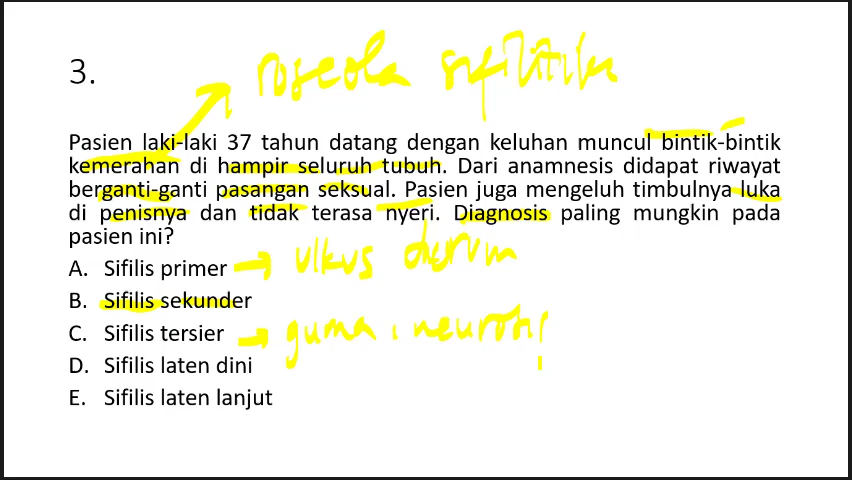 3.
roseola sifilitika
Pasien laki-laki 37 tahun datang dengan keluhan muncul bintik-bintik
kemerahan di hampir seluruh tubuh. Dari anamnesis didapat riwayat
berganti-ganti pasangan seksual. Pasien juga mengeluh timbulnya luka
di penisnya dan tidak terasa nyeri. Diagnosis paling mungkin pada
pasien ini?
A. Sifilis primer → ulkus durum
B. Sifilis sekunder
C. Sifilis tersier → guma,
D. Sifilis laten dini
E. Sifilis laten lanjut